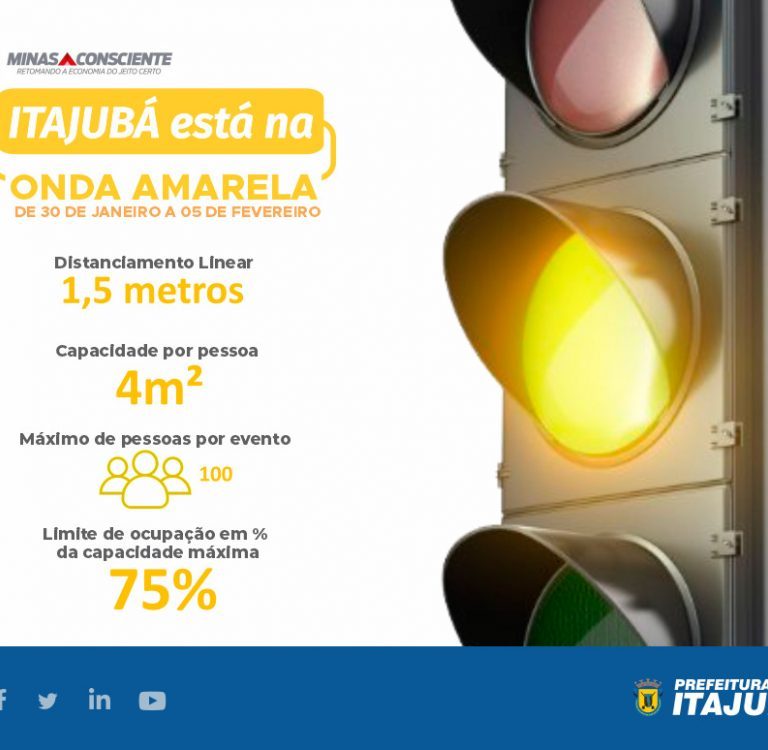 MINAS CONSCIENTE
RETOMANDO A ECONOMIA DO JEITO CERTO
ITAJUBÁ está na
ONDA AMARELA
DE 30 DE JANEIRO A 05 DE FEVEREIRO
Distanciamento Linear
1,5 metros
Capacidade por pessoa
4m²
Máximo de pessoas por evento
100
Limite de ocupação em %
da capacidade máxima
75%
PREFEITURA
ITAJU